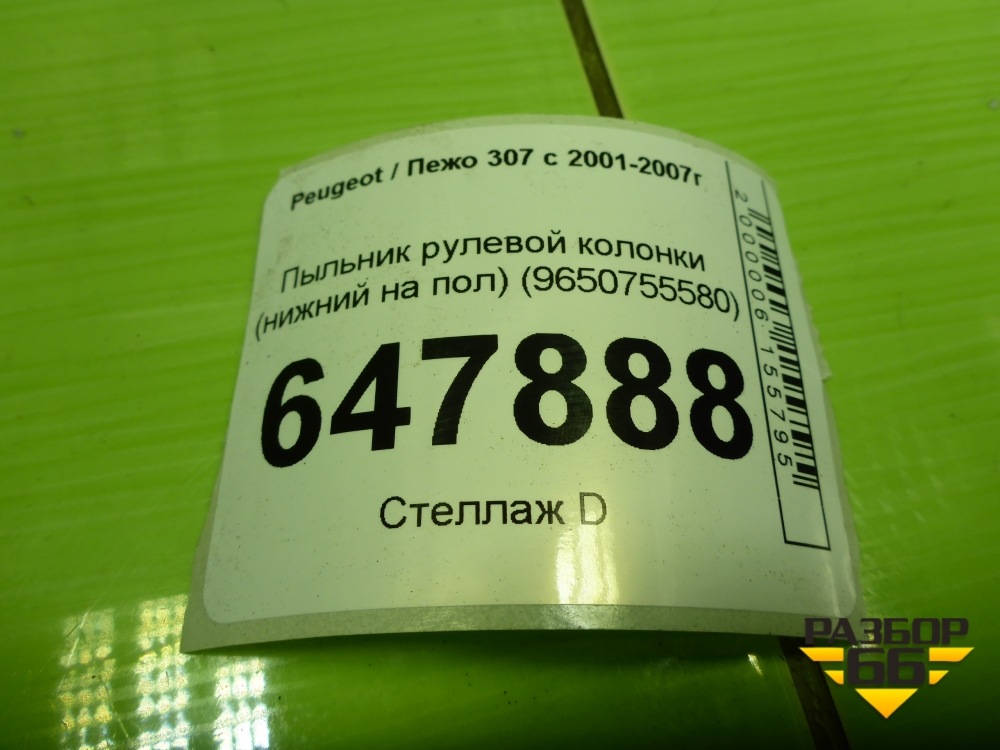 Peugeot / Пежо 307 с 2001-2007г
Пыльник рулевой колонки
(нижний на пол) (9650755580)
647888
Стеллаж D
2000006155795
РАЗБОР
66